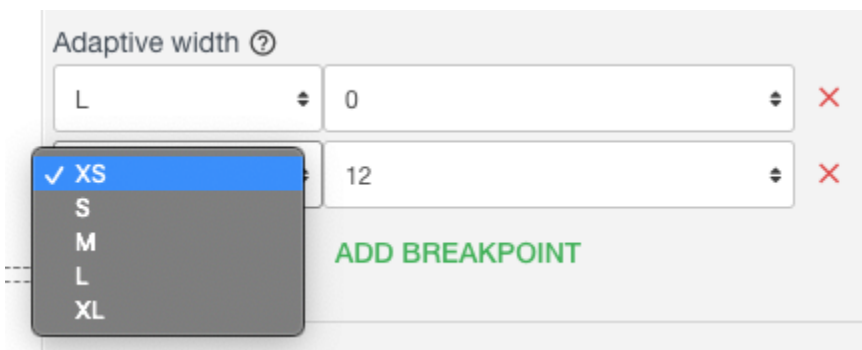 Adaptive width ?
L 0
✓ XS 12
S
M
L
XL
ADD BREAKPOINT